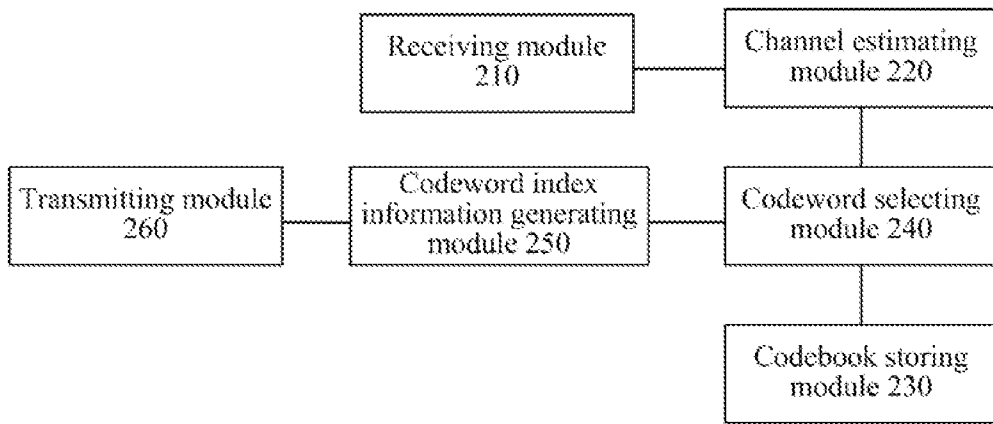 Receiving module
210
Channel estimating
module 220
Transmitting module
260
Codeword index
information generating
module 250
Codeword selecting
module 240
Codebook storing
module 230